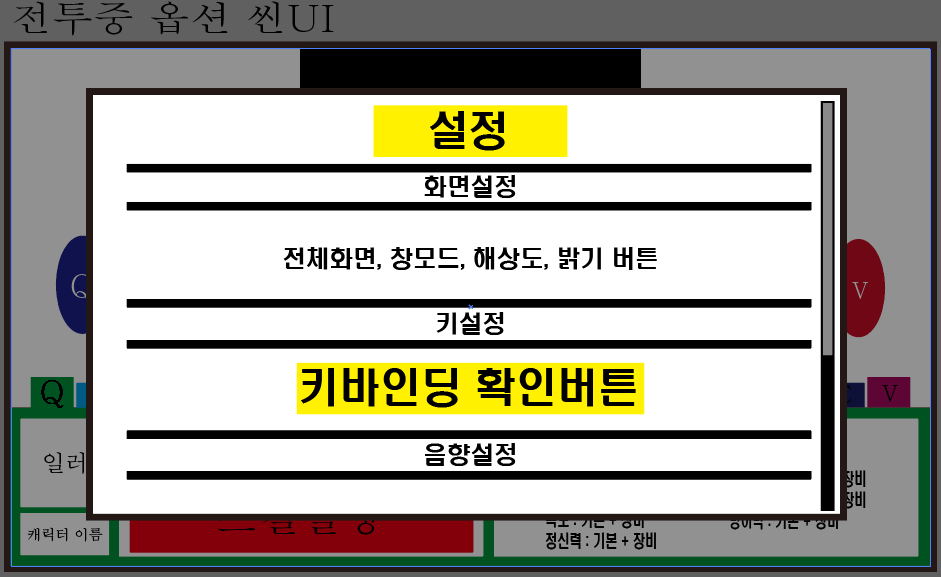 전투중 옵션 씬UI
설정
화면설정
전체화면, 창모드, 해상도, 밝기 버튼
키설정
키바인딩 확인버튼
음향설정
Q
V
Q
C
V
일러
장비
장비
캐릭터 이름
기본 + 장비
방어력 : 기본 + 장비
정신력 : 기본 + 장비